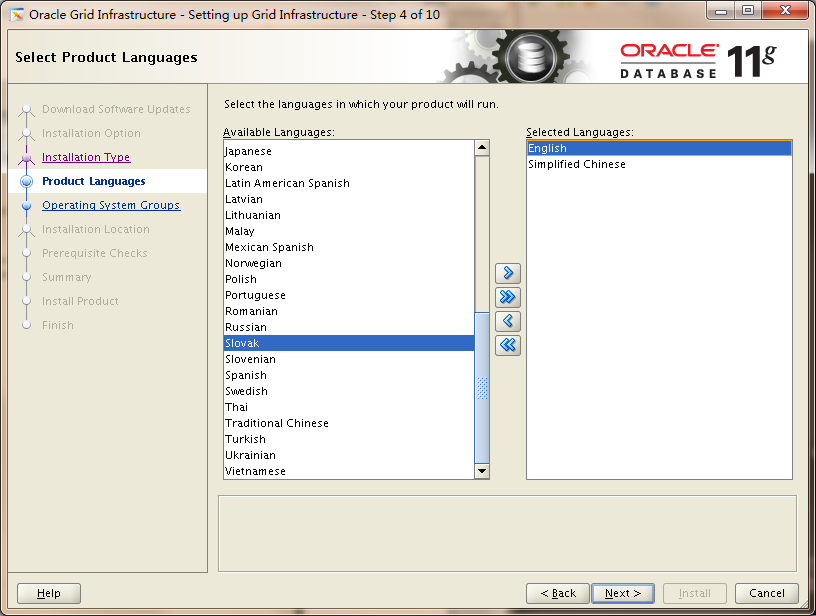 Oracle Grid Infrastructure - Setting up Grid Infrastructure - Step 4 of 10
Select Product Languages
ORACLE
DATABASE 11g
Download Software Updates
Installation Option
Installation Type
Product Languages
Operating System Groups
Installation Location
Prerequisite Checks
Summary
Install Product
Finish
Select the languages in which your product will run.
Available Languages:
Japanese
Korean
Latin American Spanish
Latvian
Lithuanian
Malay
Mexican Spanish
Norwegian
Polish
Portuguese
Romanian
Russian
Slovak
Slovenian
Spanish
Swedish
Thai
Traditional Chinese
Turkish
Ukrainian
Vietnamese
Selected Languages:
English
Simplified Chinese
Help
< Back
Next >
Install
Cancel